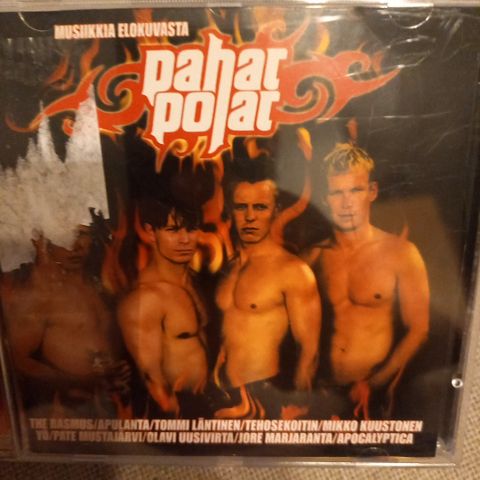 MUSIIKKIA ELOKUVASTA
pahat
pojat
THE RASMUS/APULANTA/TOMMI LÄNTINEN/TEHOSEKOITIN/MIKKO KUUSTONEN
YÖ/PATE MUSTAJÄRVI/OLAVI UUSIVIRTA/JORE MARJARANTA/APOCALYPTICA